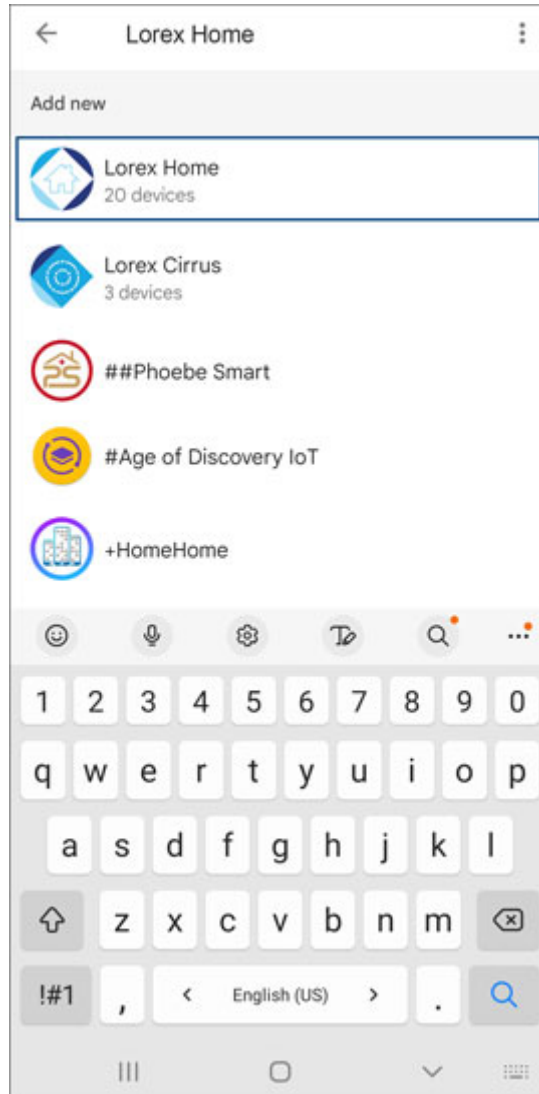 Lorex Home
Add new
Lorex Home
20 devices
Lorex Cirrus
3 devices
##Phoebe Smart
#Age of Discovery IoT
+HomeHome
1 2 3 4 5 6 7 8 9 0
q w e r t y u i o p
a s d f g h j k l
z x c v b n m
!#1 , < English (US) > .